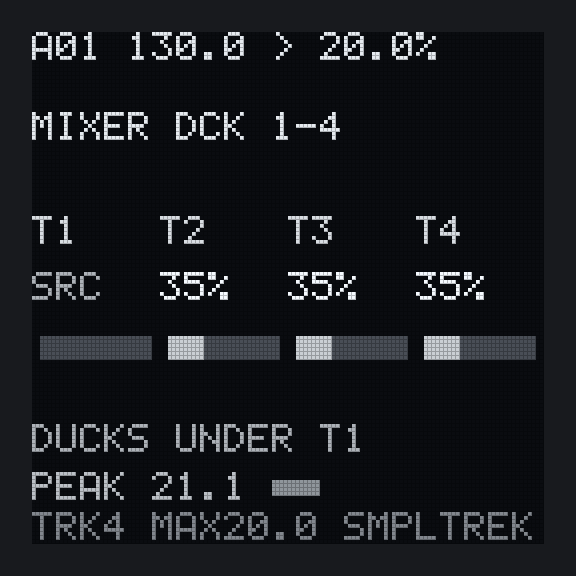 A01 130.0 > 20.0%
MIXER DCK 1-4
T1 T2 T3 T4
SRC 35% 35% 35%
DUCKS UNDER T1
PEAK 21.1
TRK4 MAX20.0 SMPLTREK